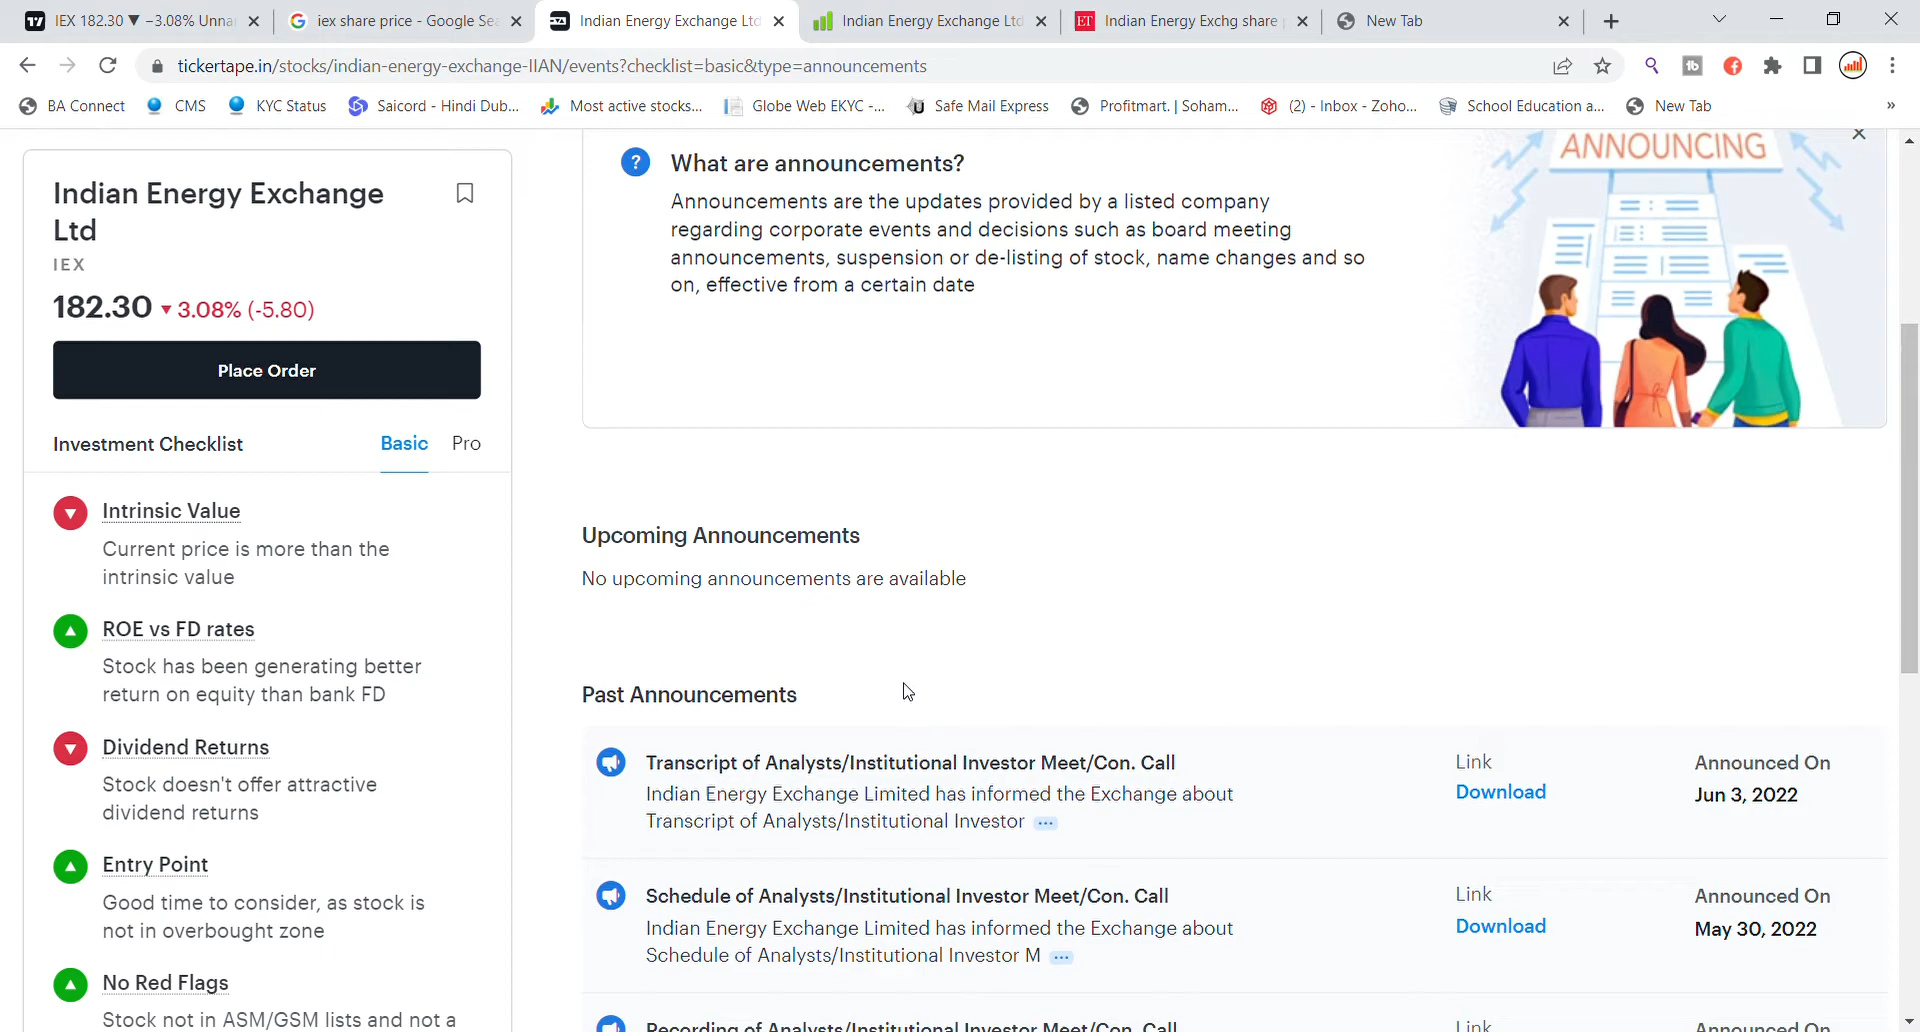 IEX 182.30 ▼ −3.08% Unna
iex share price - Google Se
Indian Energy Exchange Ltd
Indian Energy Exchange Ltd
ET Indian Energy Exchg share p
New Tab
tickertape.in/stocks/indian-energy-exchange-IIAN/events?checklist=basic&type=announcements
BA Connect
CMS
KYC Status
Saicord - Hindi Dub...
Most active stocks...
Globe Web EKYC -...
Safe Mail Express
Profitmart. | Soham...
(2) - Inbox - Zoho...
School Education a...
New Tab
»
Indian Energy Exchange
Ltd
IEX
182.30 ▼ 3.08% (-5.80)
Place Order
Investment Checklist Basic Pro
Intrinsic Value
Current price is more than the
intrinsic value
ROE vs FD rates
Stock has been generating better
return on equity than bank FD
Dividend Returns
Stock doesn't offer attractive
dividend returns
Entry Point
Good time to consider, as stock is
not in overbought zone
No Red Flags
Stock not in ASM/GSM lists and not a
? What are announcements?
Announcements are the updates provided by a listed company
regarding corporate events and decisions such as board meeting
announcements, suspension or de-listing of stock, name changes and so
on, effective from a certain date
ANNOUNCING
Upcoming Announcements
No upcoming announcements are available
Past Announcements
Transcript of Analysts/Institutional Investor Meet/Con. Call
Indian Energy Exchange Limited has informed the Exchange about
Transcript of Analysts/Institutional Investor ...
Link
Download
Announced On
Jun 3, 2022
Schedule of Analysts/Institutional Investor Meet/Con. Call
Indian Energy Exchange Limited has informed the Exchange about
Schedule of Analysts/Institutional Investor M ...
Link
Download
Announced On
May 30, 2022
Recording of Analysts/Institutional Investor Meet/Con. Call
Link
Announced On